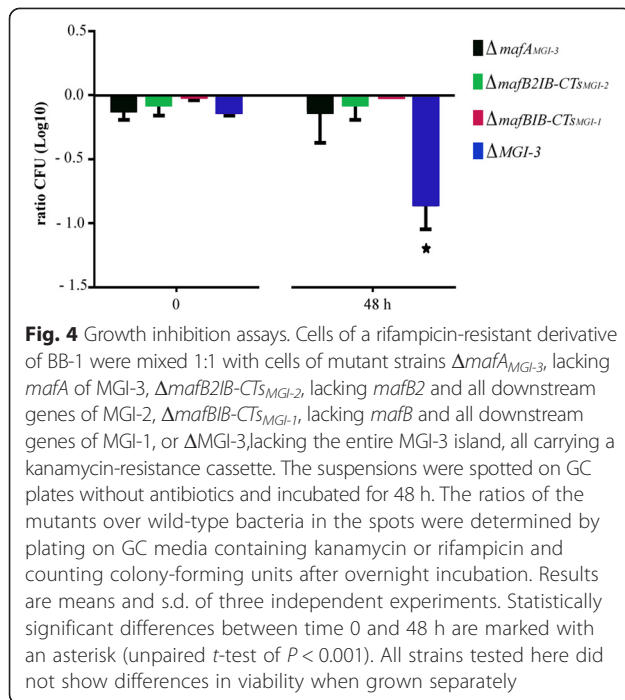 ΔmafAMGI-3
ΔmafB2IB-CTsMGI-2
ΔmafBIB-CTsMGI-1
ΔMGI-3
ratio CFU (Log10)
0.0
- 0.5
- 1.0
- 1.5
0
48 h
★
Fig. 4 Growth inhibition assays. Cells of a rifampicin-resistant derivative
of BB-1 were mixed 1:1 with cells of mutant strains ΔmafAMGI-3, lacking
mafA of MGI-3, ΔmafB2IB-CTsMGI-2, lacking mafB2 and all downstream
genes of MGI-2, ΔmafBIB-CTsMGI-1, lacking mafB and all downstream
genes of MGI-1, or ΔMGI-3,lacking the entire MGI-3 island, all carrying a
kanamycin-resistance cassette. The suspensions were spotted on GC
plates without antibiotics and incubated for 48 h. The ratios of the
mutants over wild-type bacteria in the spots were determined by
plating on GC media containing kanamycin or rifampicin and
counting colony-forming units after overnight incubation. Results
are means and s.d. of three independent experiments. Statistically
significant differences between time 0 and 48 h are marked with
an asterisk (unpaired t-test of P < 0.001). All strains tested here did
not show differences in viability when grown separately